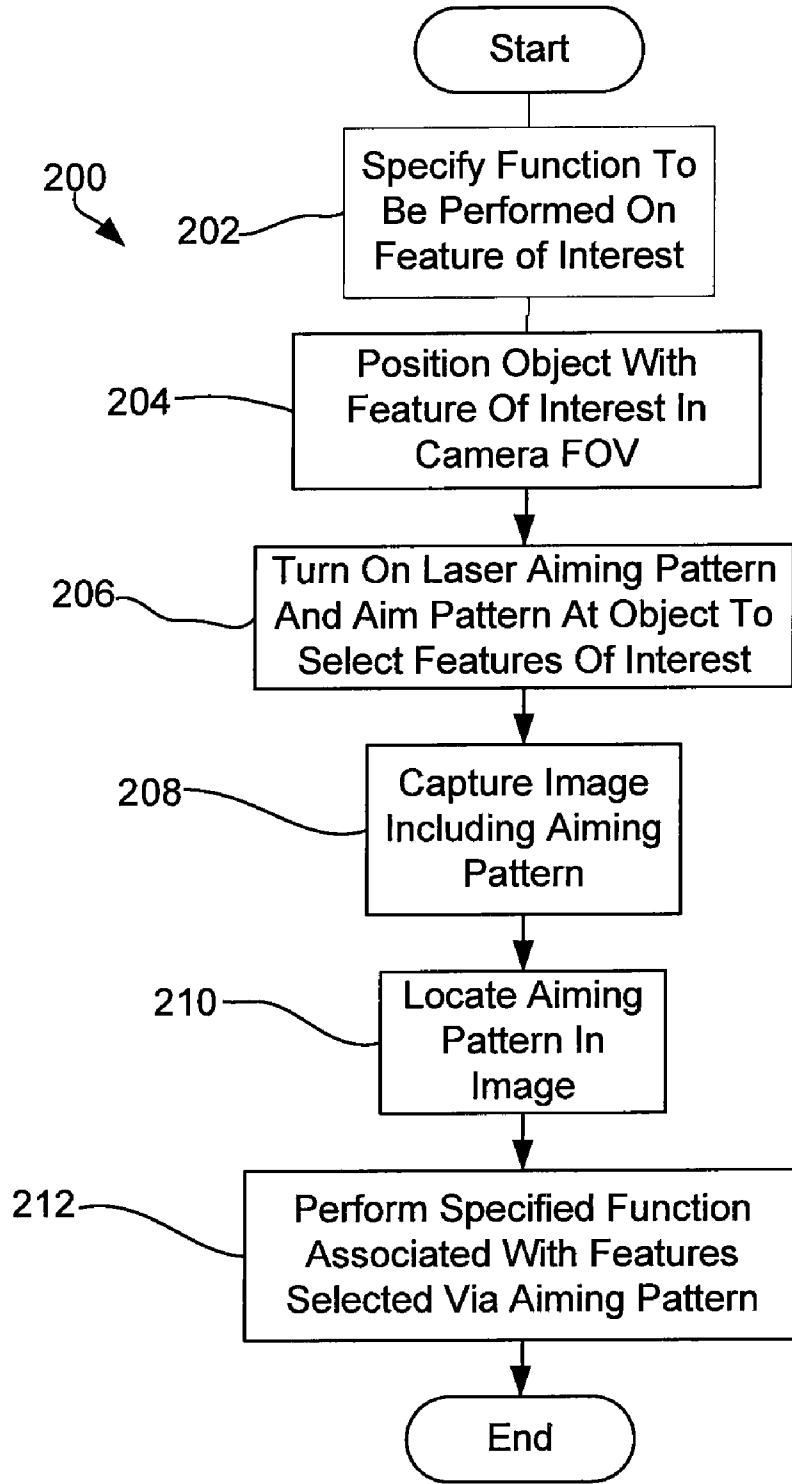 Start
200
202
Specify Function To
Be Performed On
Feature of Interest
204
Position Object With
Feature Of Interest In
Camera FOV
206
Turn On Laser Aiming Pattern
And Aim Pattern At Object To
Select Features Of Interest
208
Capture Image
Including Aiming
Pattern
210
Locate Aiming
Pattern In
Image
212
Perform Specified Function
Associated With Features
Selected Via Aiming Pattern
End